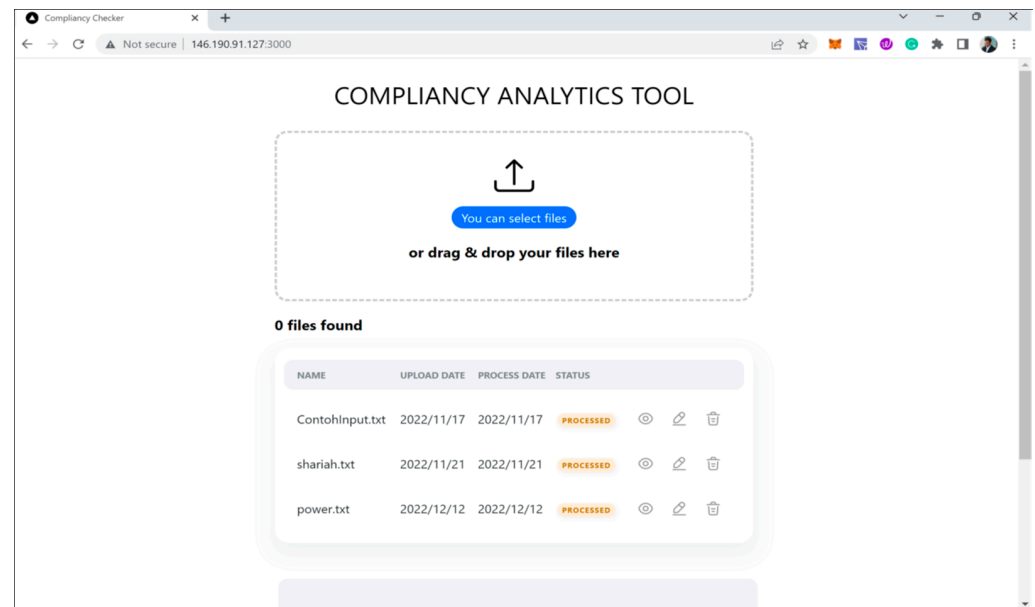 Compliancy Checker
Not secure 146.190.91.127:3000
COMPLIANCY ANALYTICS TOOL
You can select files
or drag & drop your files here
0 files found
NAME UPLOAD DATE PROCESS DATE STATUS
ContohInput.txt 2022/11/17 2022/11/17 PROCESSED
shariah.txt 2022/11/21 2022/11/21 PROCESSED
power.txt 2022/12/12 2022/12/12 PROCESSED